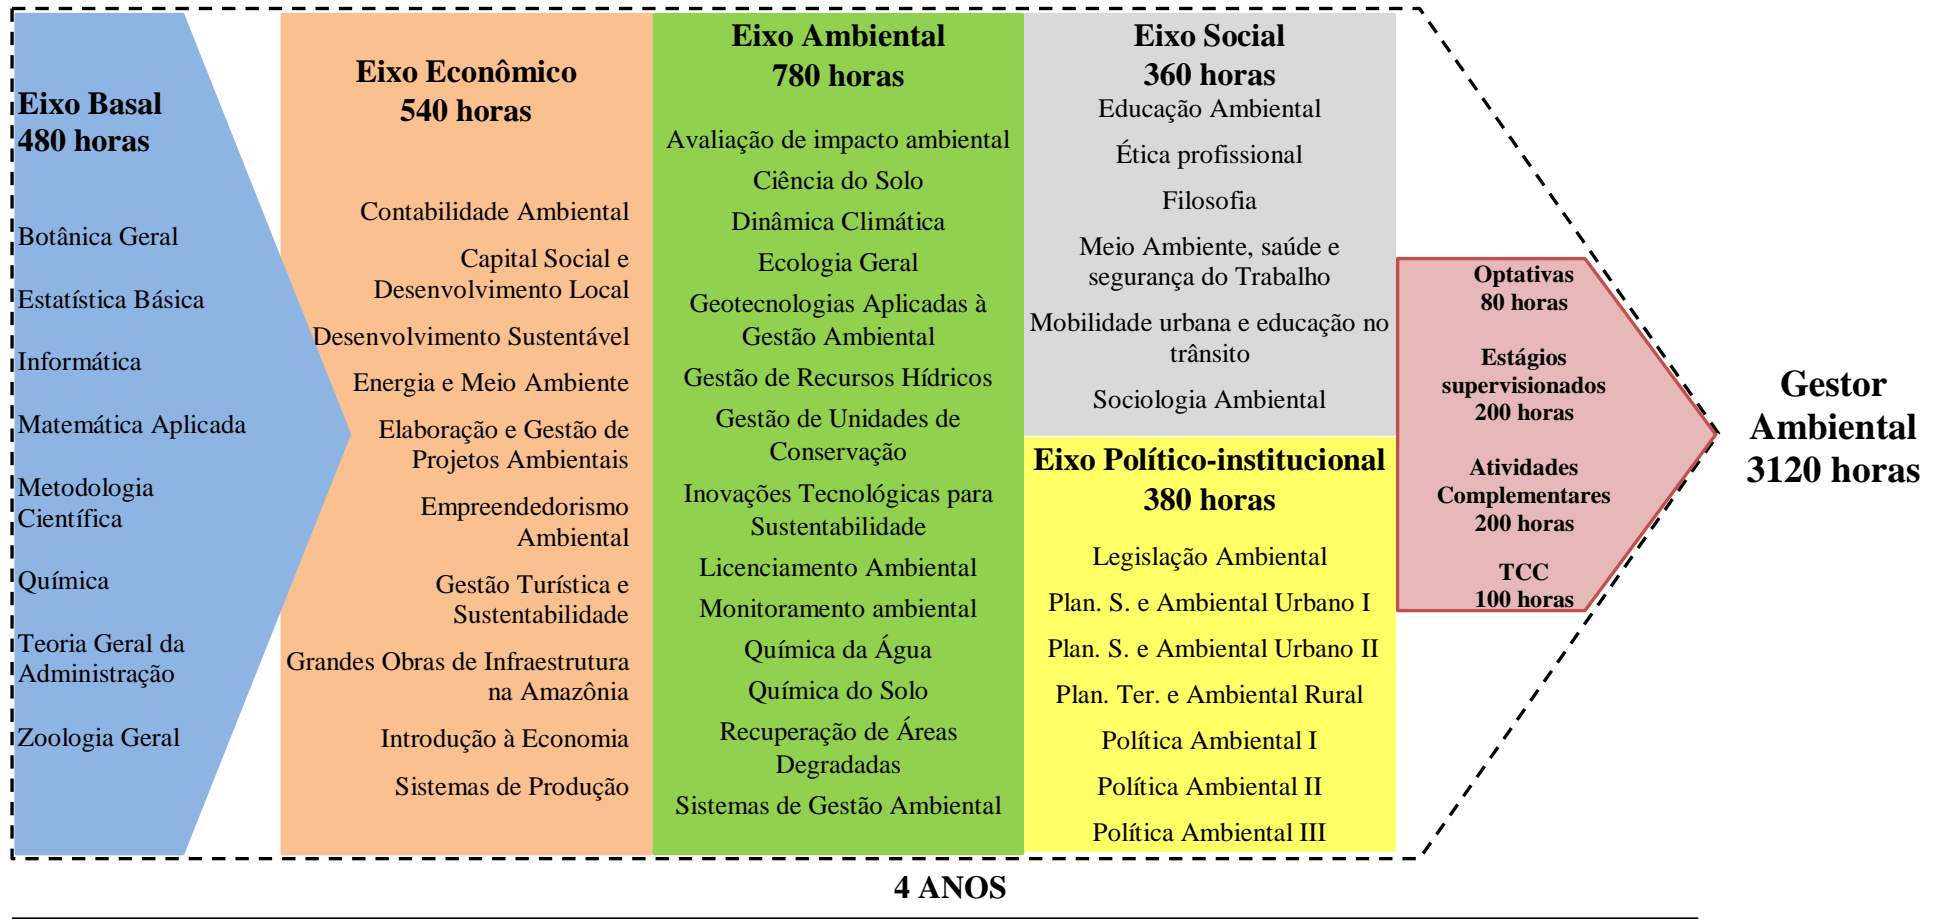 Eixo Basal
480 horas
Botânica Geral
Estatística Básica
Informática
Matemática Aplicada
Metodologia
Científica
Química
Teoria Geral da
Administração
Zoologia Geral
Eixo Econômico
540 horas
Contabilidade Ambiental
Capital Social e
Desenvolvimento Local
Desenvolvimento Sustentável
Energia e Meio Ambiente
Elaboração e Gestão de
Projetos Ambientais
Empreendedorismo
Ambiental
Gestão Turística e
Sustentabilidade
Grandes Obras de Infraestrutura
na Amazônia
Introdução à Economia
Sistemas de Produção
Eixo Ambiental
780 horas
Avaliação de impacto ambiental
Ciência do Solo
Dinâmica Climática
Ecologia Geral
Geotecnologias Aplicadas à
Gestão Ambiental
Gestão de Recursos Hídricos
Gestão de Unidades de
Conservação
Inovações Tecnológicas para
Sustentabilidade
Licenciamento Ambiental
Monitoramento ambiental
Química da Água
Química do Solo
Recuperação de Áreas
Degradadas
Sistemas de Gestão Ambiental
Eixo Social
360 horas
Educação Ambiental
Ética profissional
Filosofia
Meio Ambiente, saúde e
segurança do Trabalho
Mobilidade urbana e educação no
trânsito
Sociologia Ambiental
Eixo Político-institucional
380 horas
Legislação Ambiental
Plan. S. e Ambiental Urbano I
Plan. S. e Ambiental Urbano II
Plan. Ter. e Ambiental Rural
Política Ambiental I
Política Ambiental II
Política Ambiental III
Optativas
80 horas
Estágios
supervisionados
200 horas
Atividades
Complementares
200 horas
TCC
100 horas
Gestor
Ambiental
3120 horas
4 ANOS